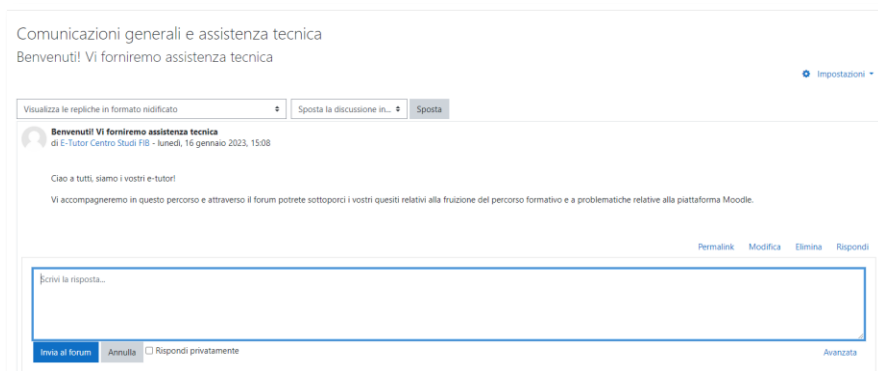 Comunicazioni generali e assistenza tecnica
Benvenuti! Vi forniremo assistenza tecnica
Impostazioni
Visualizza le repliche in formato nidificato
Sposta la discussione in...
Sposta
Benvenuti! Vi forniremo assistenza tecnica
di E-Tutor Centro Studi FIB - lunedì, 16 gennaio 2023, 15:08
Ciao a tutti, siamo i vostri e-tutor!
Vi accompagneremo in questo percorso e attraverso il forum potrete sottoporci i vostri quesiti relativi alla fruizione del percorso formativo e a problematiche relative alla piattaforma Moodle.
Permalink Modifica Elimina Rispondi
Scrivi la risposta...
Invia al forum Annulla Rispondi privatamente
Avanzata